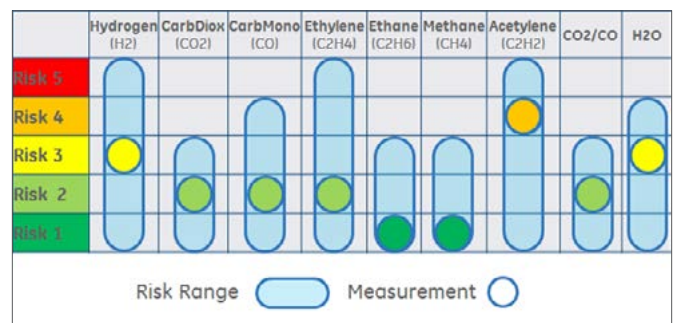 Hydrogen CarbDiox CarbMono Ethylene Ethane Methane Acetylene CO2/CO H2O
(H2) (CO2) (CO) (C2H4) (C2H6) (CH4) (C2H2)
Risk 5
Risk 4
Risk 3
Risk 2
Risk 1
Risk Range Measurement